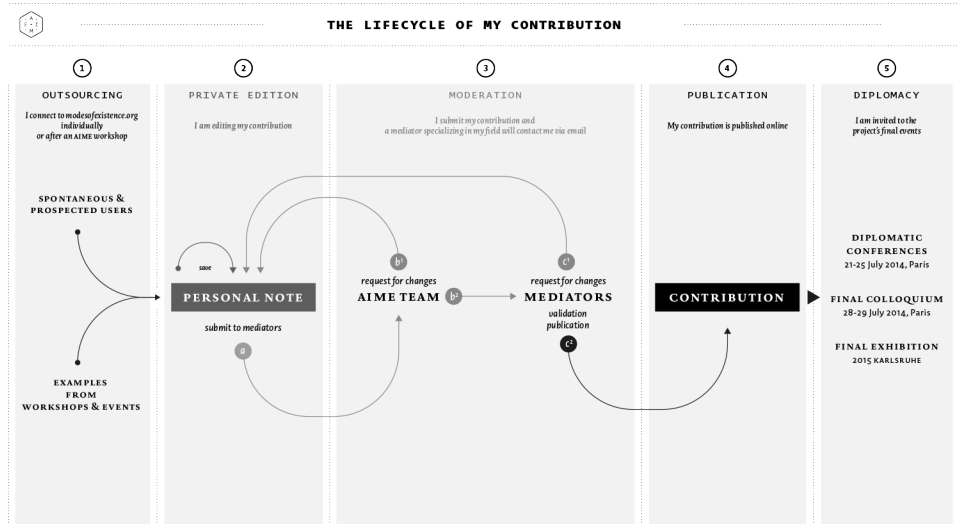 A
E · I
T
M
THE LIFECYCLE OF MY CONTRIBUTION
1
2
3
4
5
OUTSOURCING
I connect to modesofexistence.org
individually
or after an AIME workshop
PRIVATE EDITION
I am editing my contribution
MODERATION
I submit my contribution and
a mediator specializing in my field will contact me via email
PUBLICATION
My contribution is published online
DIPLOMACY
I am invited to the
project's final events
SPONTANEOUS &
PROSPECTED USERS
EXAMPLES
FROM
WORKSHOPS & EVENTS
save
PERSONAL NOTE
submit to mediators
a
b¹
request for changes
AIME TEAM
b²
c¹
request for changes
MEDIATORS
validation
publication
c²
CONTRIBUTION
DIPLOMATIC
CONFERENCES
21-25 July 2014, Paris
FINAL COLLOQUIUM
28-29 July 2014, Paris
FINAL EXHIBITION
2015 KARLSRUHE